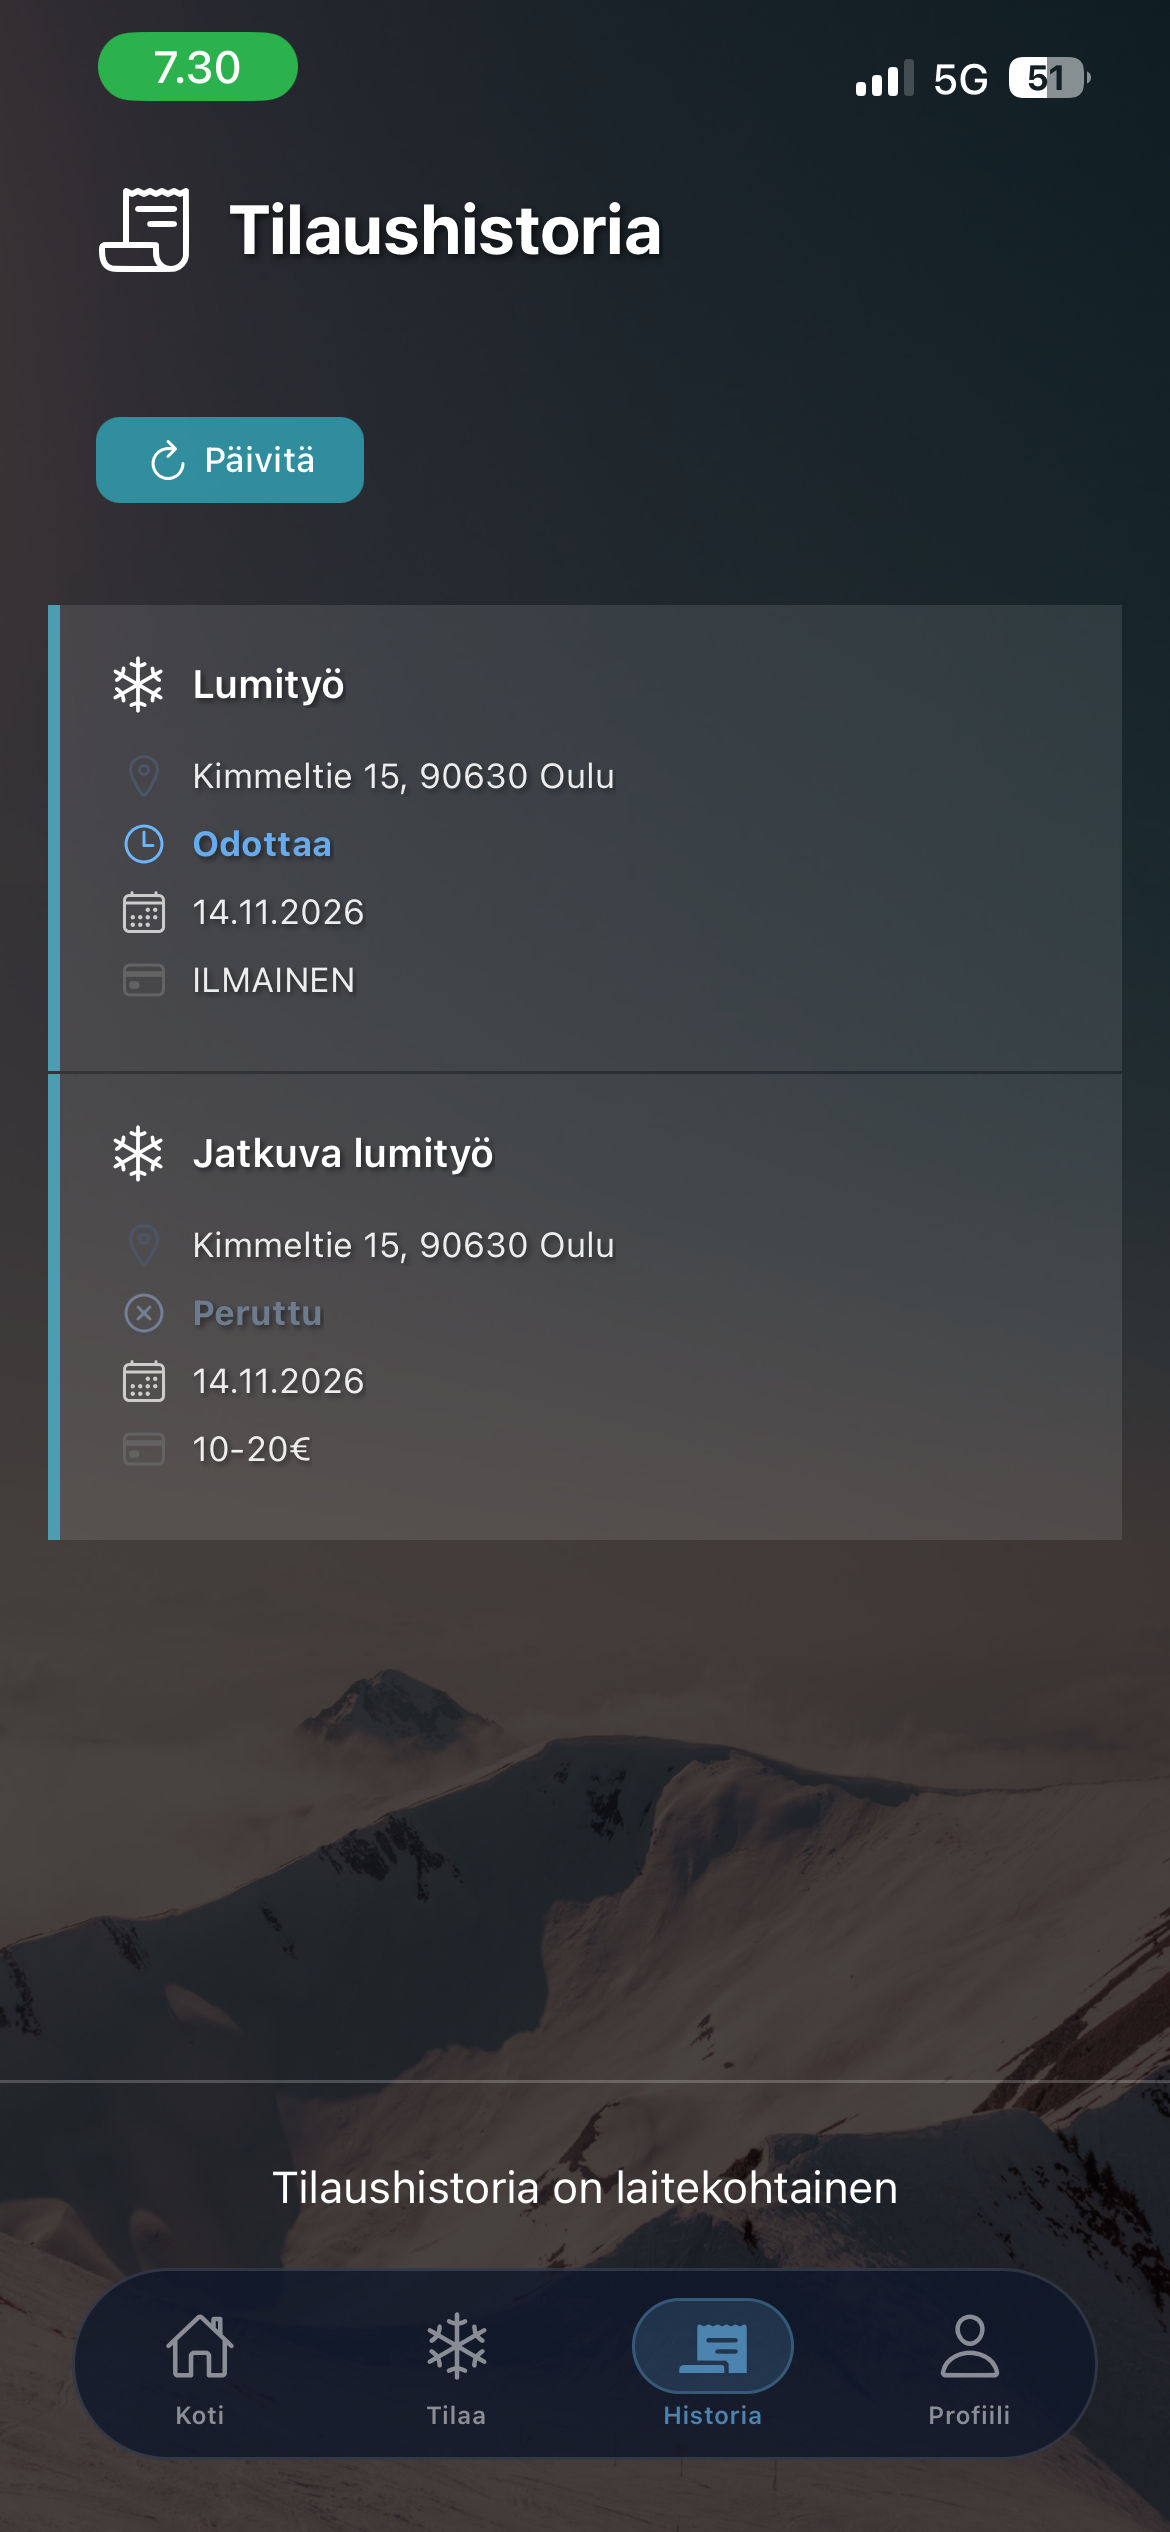 7.30
5G 51
Tilaushistoria
Päivitä
Lumityö
Kimmeltie 15, 90630 Oulu
Odottaa
14.11.2026
ILMAINEN
Jatkuva lumityö
Kimmeltie 15, 90630 Oulu
Peruttu
14.11.2026
10-20€
Tilaushistoria on laitekohtainen
Koti Tilaa Historia Profiili